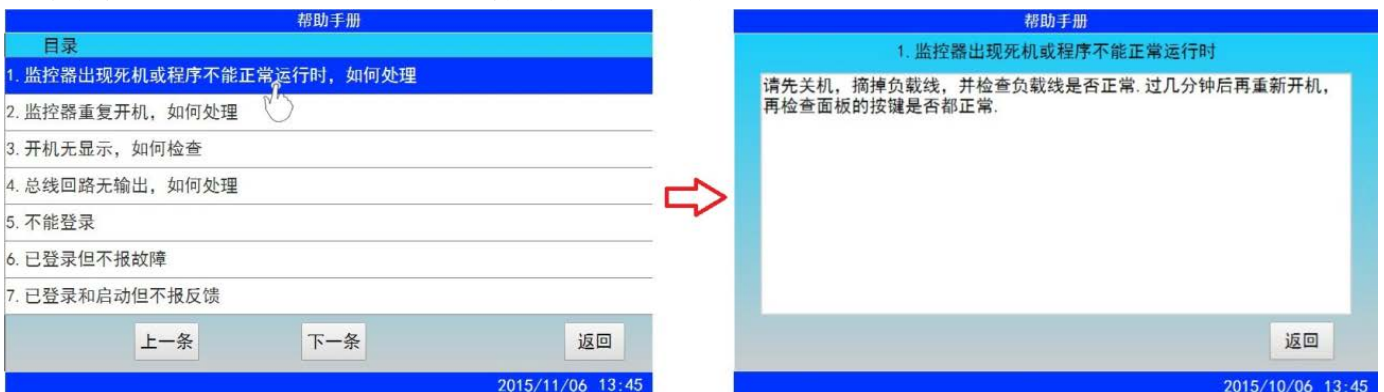 帮助手册
目录
1. 监控器出现死机或程序不能正常运行时，如何处理
2. 监控器重复开机，如何处理
3. 开机无显示，如何检查
4. 总线回路无输出，如何处理
5. 不能登录
6. 已登录但不报故障
7. 已登录和启动但不报反馈
上一条 下一条 返回
2015/11/06 13:45
帮助手册
1. 监控器出现死机或程序不能正常运行时
请先关机，摘掉负载线，并检查负载线是否正常. 过几分钟后再重新开机，
再检查面板的按键是否都正常.
返回
2015/10/06 13:45